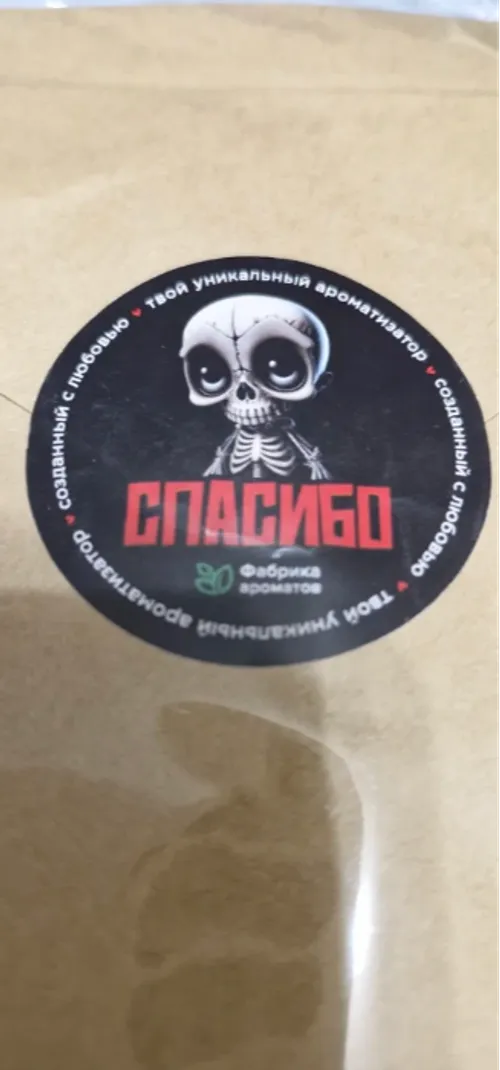 твой уникальный ароматизатор ♥ созданный с любовью ♥ твой уникальный ароматизатор ♥ созданный с любовью ♥
СПАСИБО
Фабрика
ароматов